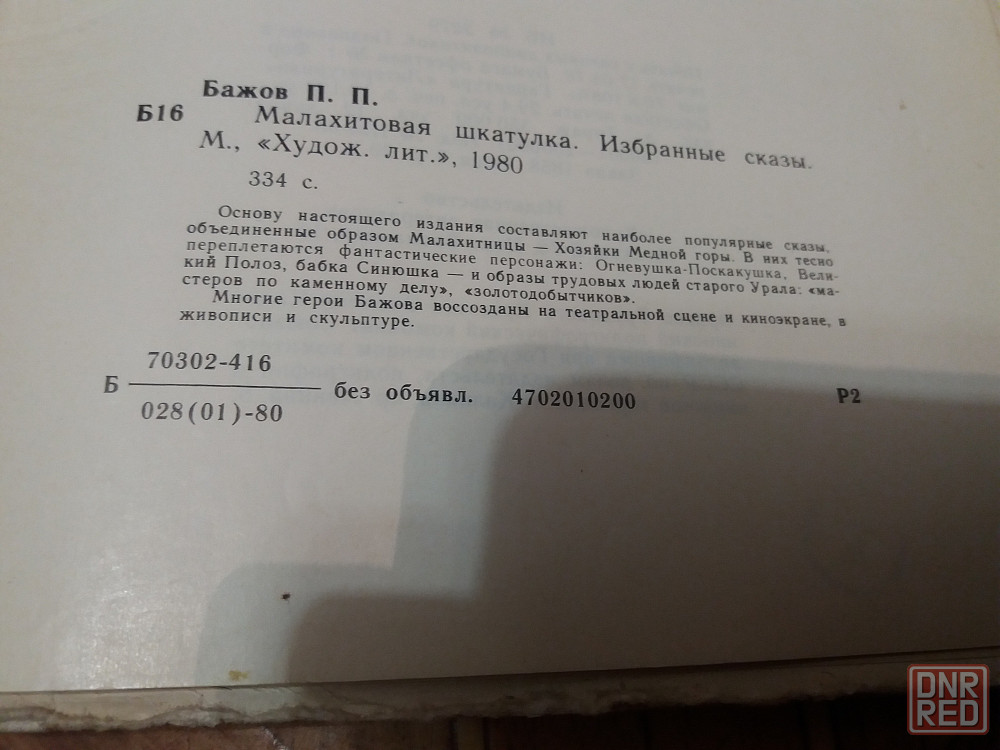 Бажов П. П.
Б16 Малахитовая шкатулка. Избранные сказы.
М., «Худож. лит.», 1980
334 с.
Основу настоящего издания составляют наиболее популярные сказы,
объединенные образом Малахитницы — Хозяйки Медной горы. В них тесно
переплетаются фантастические персонажи: Огневушка-Поскакушка, Вели-
кий Полоз, бабка Синюшка — и образы трудовых людей старого Урала: «ма-
стеров по каменному делу», «золотодобытчиков».
Многие герои Бажова воссозданы на театральной сцене и киноэкране, в
живописи и скульптуре.
70302-416
Б без объявл. 4702010200 Р2
028(01)-80
DNR
RED